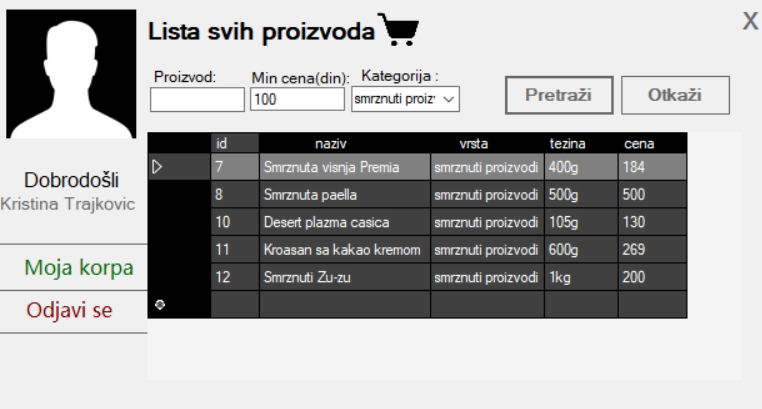 Lista svih proizvoda
X
Proizvod: Min cena(din): Kategorija :
100 smrznuti proiz
Pretraži Otkaži
id naziv vrsta tezina cena
7 Smrznuta visnja Premia smrznuti proizvodi 400g 184
8 Smrznuta paella smrznuti proizvodi 500g 500
10 Desert plazma casica smrznuti proizvodi 105g 130
11 Kroasan sa kakao kremom smrznuti proizvodi 600g 269
12 Smrznuti Zu-zu smrznuti proizvodi 1kg 200
Dobrodošli
Kristina Trajkovic
Moja korpa
Odjavi se